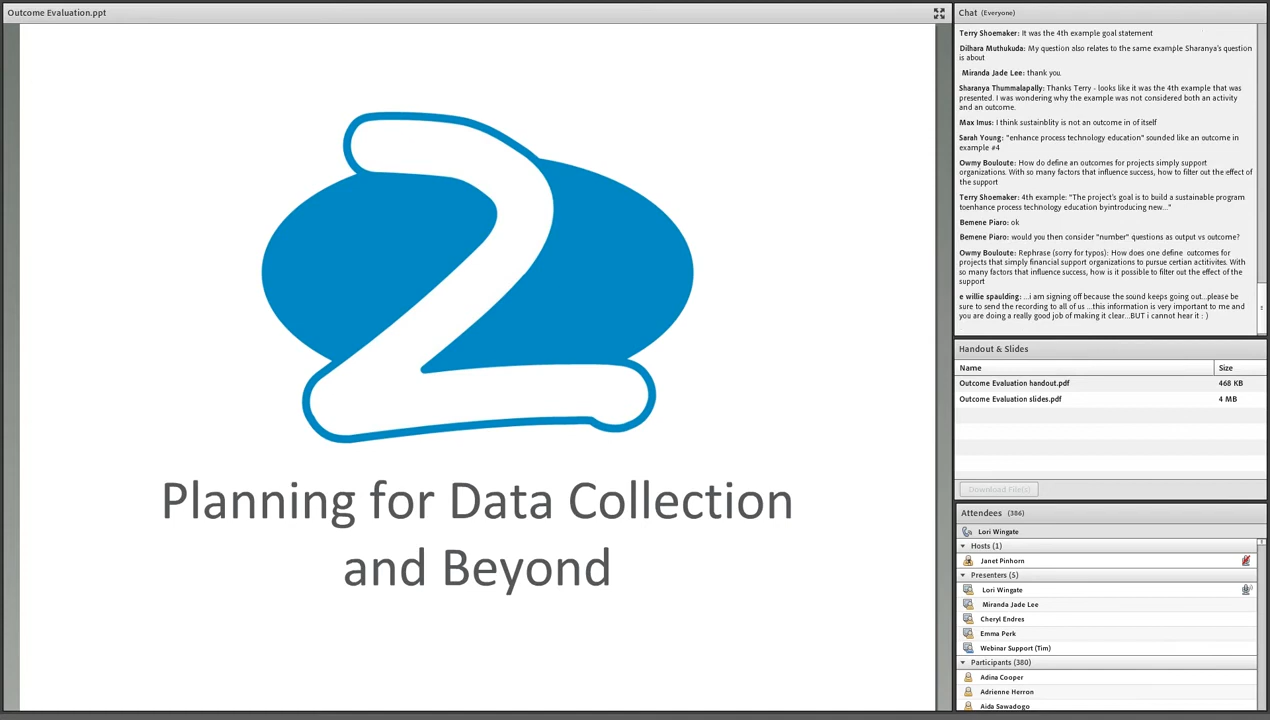 Outcome Evaluation.ppt
2
Planning for Data Collection
and Beyond
Chat (Everyone)
Terry Shoemaker: It was the 4th example goal statement
Dilhara Muthukuda: My question also relates to the same example Sharanya's question
is about
Miranda Jade Lee: thank you.
Sharanya Thummalapally: Thanks Terry - looks like it was the 4th example that was
presented. I was wondering why the example was not considered both an activity
and an outcome.
Max Imus: I think sustainblity is not an outcome in of itself
Sarah Young: "enhance process technology education" sounded like an outcome in
example #4
Owmy Bouloute: How do define an outcomes for projects simply support
organizations. With so many factors that influence success, how to filter out the effect of
the support
Terry Shoemaker: 4th example: "The project's goal is to build a sustainable program
toenhance process technology education byintroducing new..."
Bemene Piaro: ok
Bemene Piaro: would you then consider "number" questions as output vs outcome?
Owmy Bouloute: Rephrase (sorry for typos): How does one define outcomes for
projects that simply financial support organizations to pursue certian actitivites. With
so many factors that influence success, how is it possible to filter out the effect of the
support
e willie spaulding: ...i am signing off because the sound keeps going out...please be
sure to send the recording to all of us ...this information is very important to me and
you are doing a really good job of making it clear...BUT i cannot hear it : )
Handout & Slides
Name Size
Outcome Evaluation handout.pdf 468 KB
Outcome Evaluation slides.pdf 4 MB
Download File(s)
Attendees (386)
Lori Wingate
Hosts (1)
Janet Pinhorn
Presenters (5)
Lori Wingate
Miranda Jade Lee
Cheryl Endres
Emma Perk
Webinar Support (Tim)
Participants (380)
Adina Cooper
Adrienne Herron
Aida Sawadogo